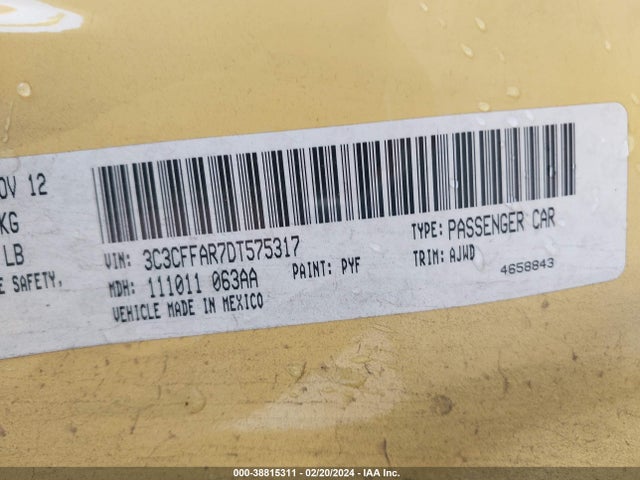 OV 12
KG
LB
E SAFETY,
VIN: 3C3CFFAR7DT575317
TYPE: PASSENGER CAR
MDH: 111011 063AA
PAINT: PYF
TRIM: AJWD
VEHICLE MADE IN MEXICO
4658843
000-38815311 - 02/20/2024 - IAA Inc.